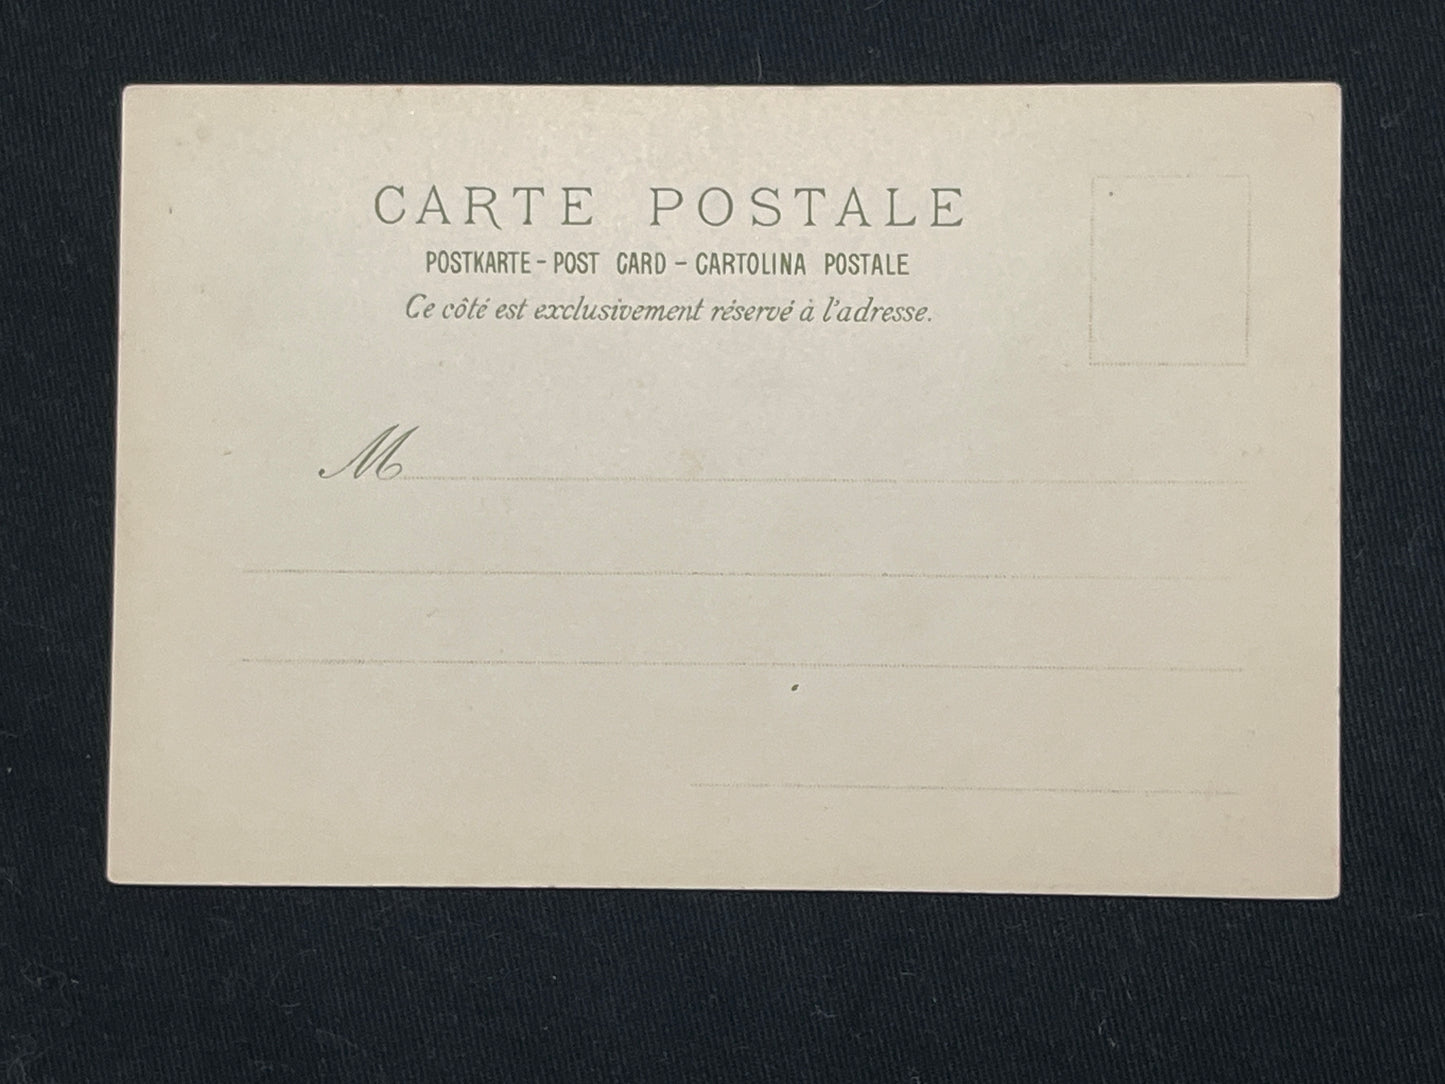 CARTE POSTALE
POSTKARTE - POST CARD - CARTOLINA POSTALE
Ce côté est exclusivement réservé à l'adresse.
M